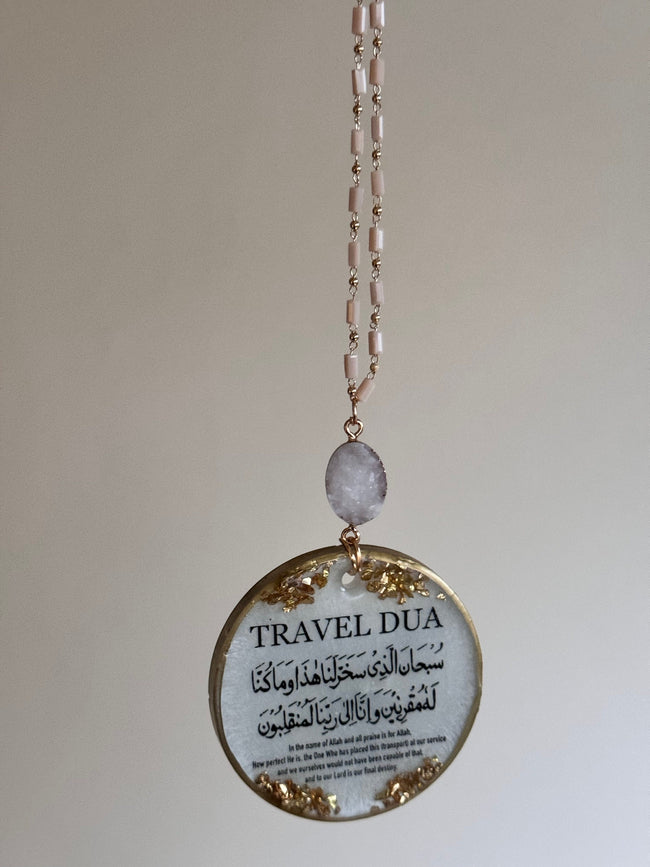 TRAVEL DUA
سُبْحَانَ الَّذِىْ سَخَّرَلَنَا هٰذَا وَمَا كُنَّا
لَهٗ مُقْرِنِيْنَ وَاِنَّا اِلىٰ رَبِّنَا لَمُنْقَلِبُوْنَ
In the name of Allah and all praise is for Allah.
How perfect He is, the One Who has placed this (transport) at our service
and we ourselves would not have been capable of that,
and to our Lord is our final destiny.